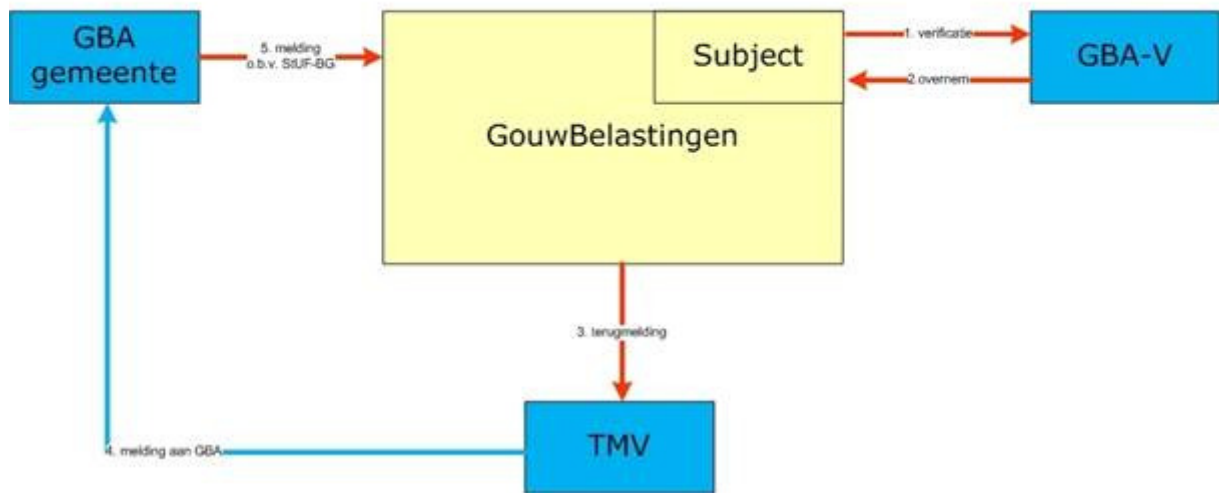 GBA
gemeente
5. melding
o.b.v. StUF-BG
Subject
1. verificatie
2 overnem
GBA-V
GouwBelastingen
3. terugmelding
4. melding aan GBA
TMV